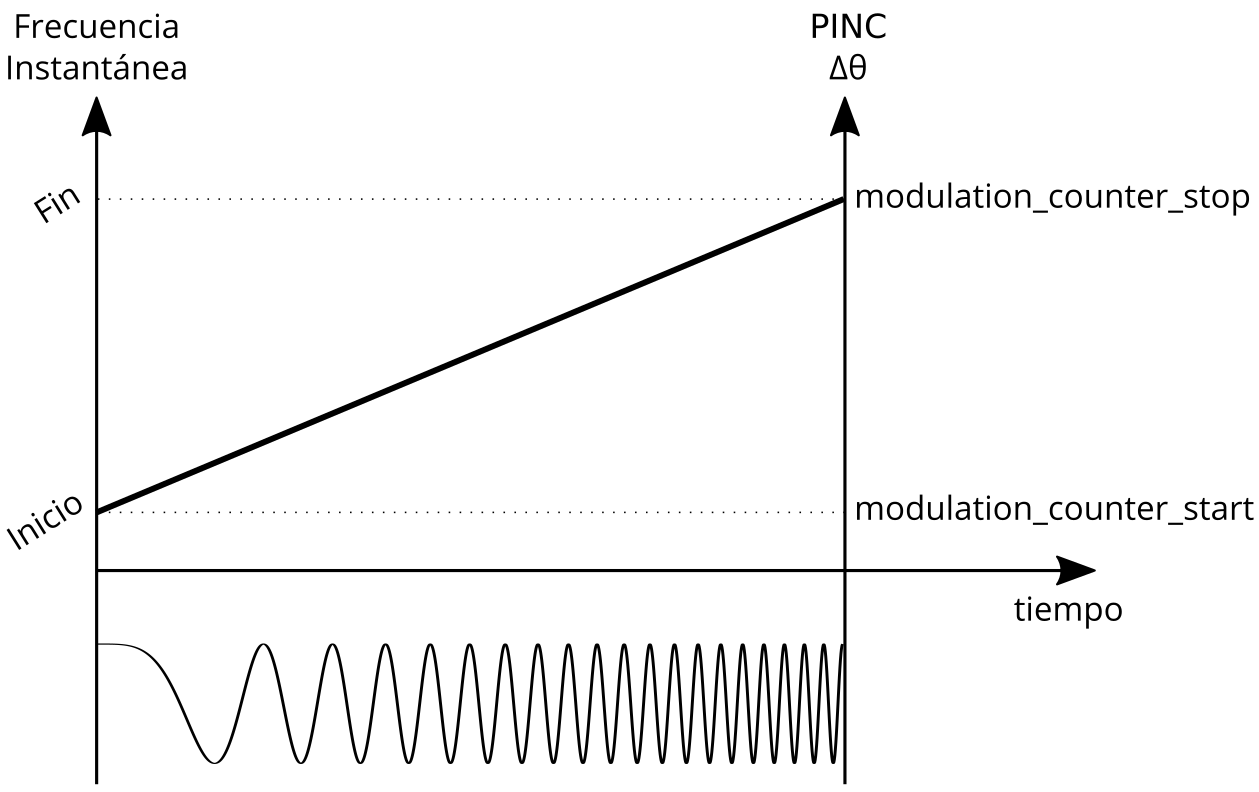 Frecuencia
Instantánea
PINC
Δθ
Fin
modulation_counter_stop
Inicio
modulation_counter_start
tiempo